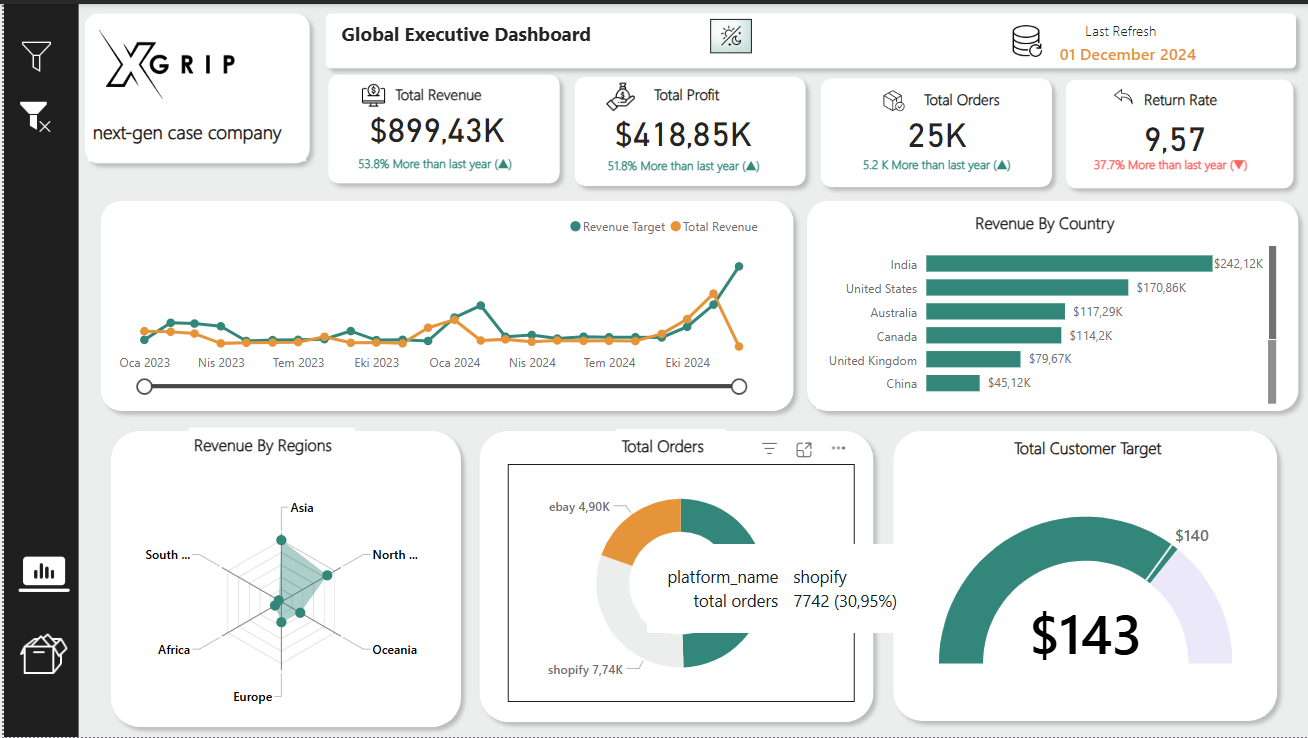 XGRIP
next-gen case company
Global Executive Dashboard
Last Refresh
01 December 2024
Total Revenue
$899,43K
53.8% More than last year (▲)
Total Profit
$418,85K
51.8% More than last year (▲)
Total Orders
25K
5.2 K More than last year (▲)
Return Rate
9,57
37.7% More than last year (▼)
Revenue Target Total Revenue
Oca 2023 Nis 2023 Tem 2023 Eki 2023 Oca 2024 Nis 2024 Tem 2024 Eki 2024
Revenue By Country
India $242,12K
United States $170,86K
Australia $117,29K
Canada $114,2K
United Kingdom $79,67K
China $45,12K
Revenue By Regions
Asia
South ... North ...
Africa Oceania
Europe
Total Orders
ebay 4,90K
platform_name shopify
total orders 7742 (30,95%)
shopify 7,74K
Total Customer Target
$140
$143